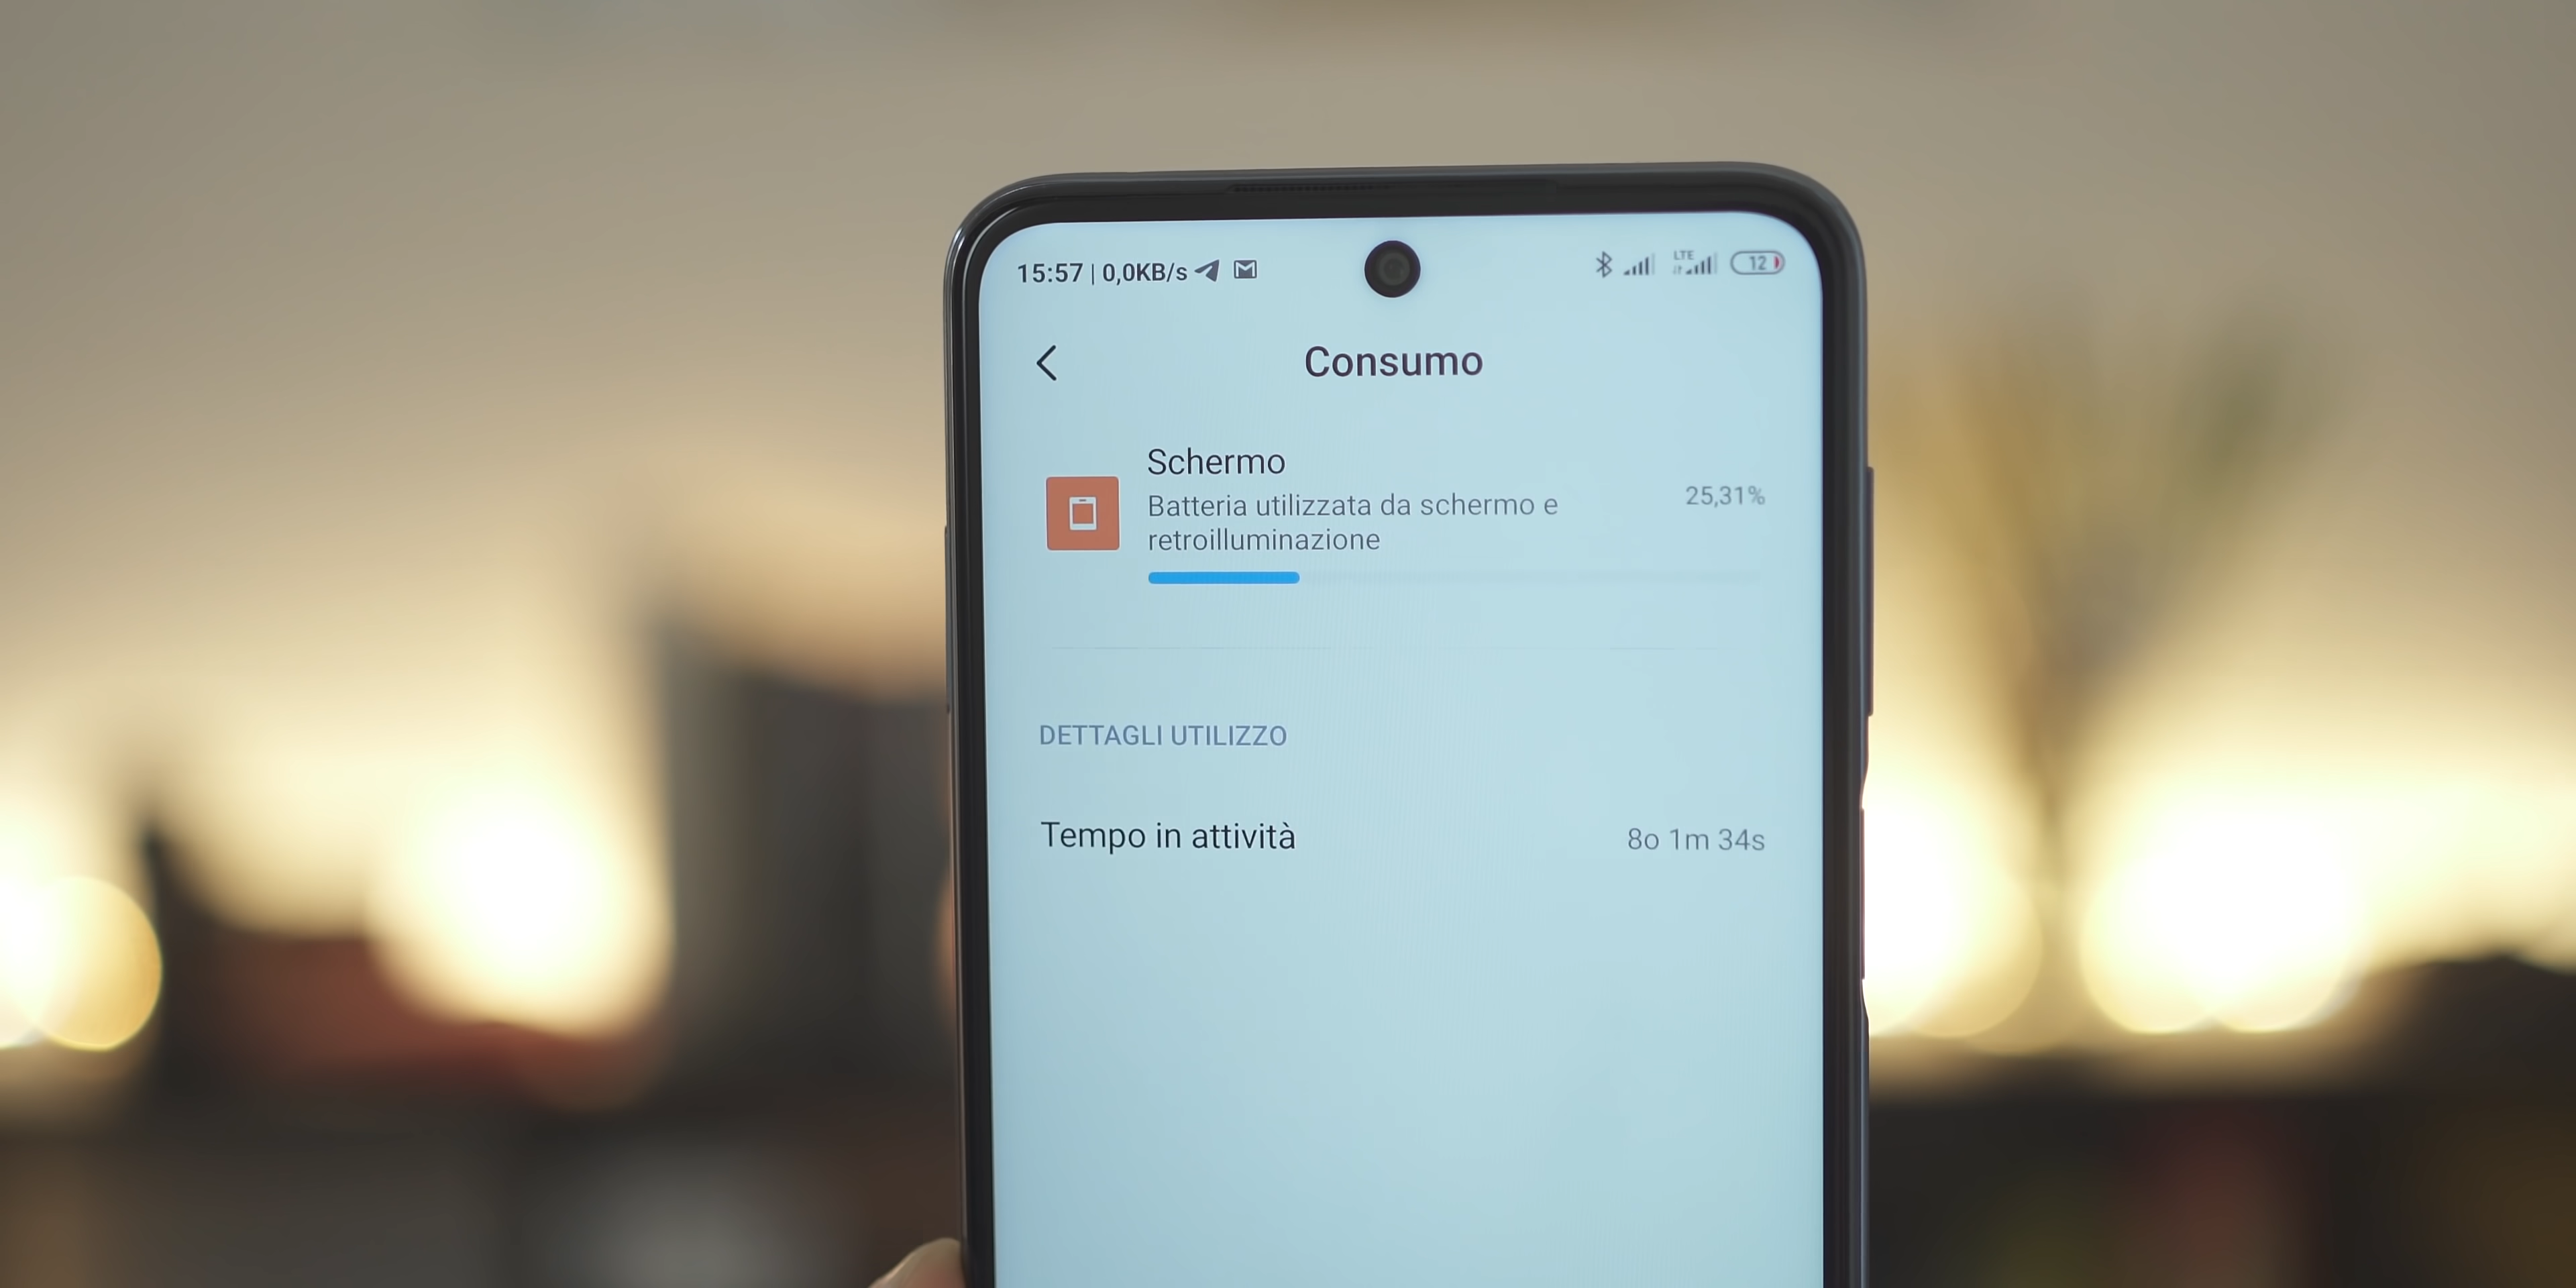 15:57 | 0,0KB/s
LTE
12
Consumo
Schermo
Batteria utilizzata da schermo e
retroilluminazione
25,31%
DETTAGLI UTILIZZO
Tempo in attività
8o 1m 34s